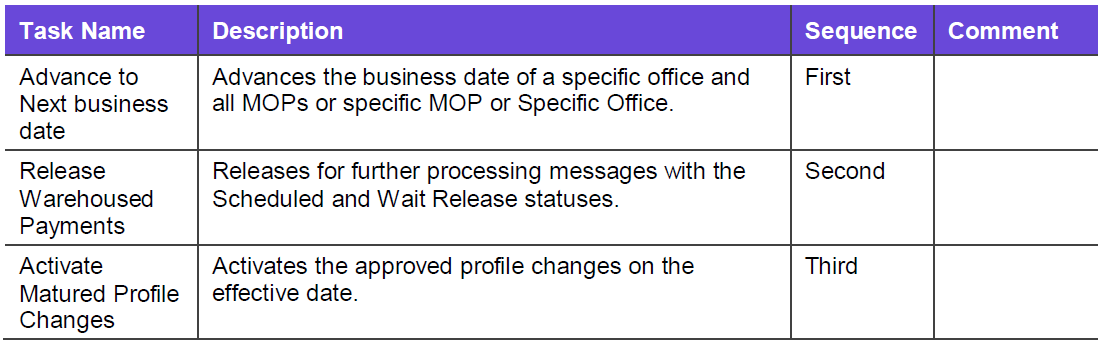 Task Name Description Sequence Comment
Advance to Next business date Advances the business date of a specific office and all MOPs or specific MOP or Specific Office. First
Release Warehoused Payments Releases for further processing messages with the Scheduled and Wait Release statuses. Second
Activate Matured Profile Changes Activates the approved profile changes on the effective date. Third